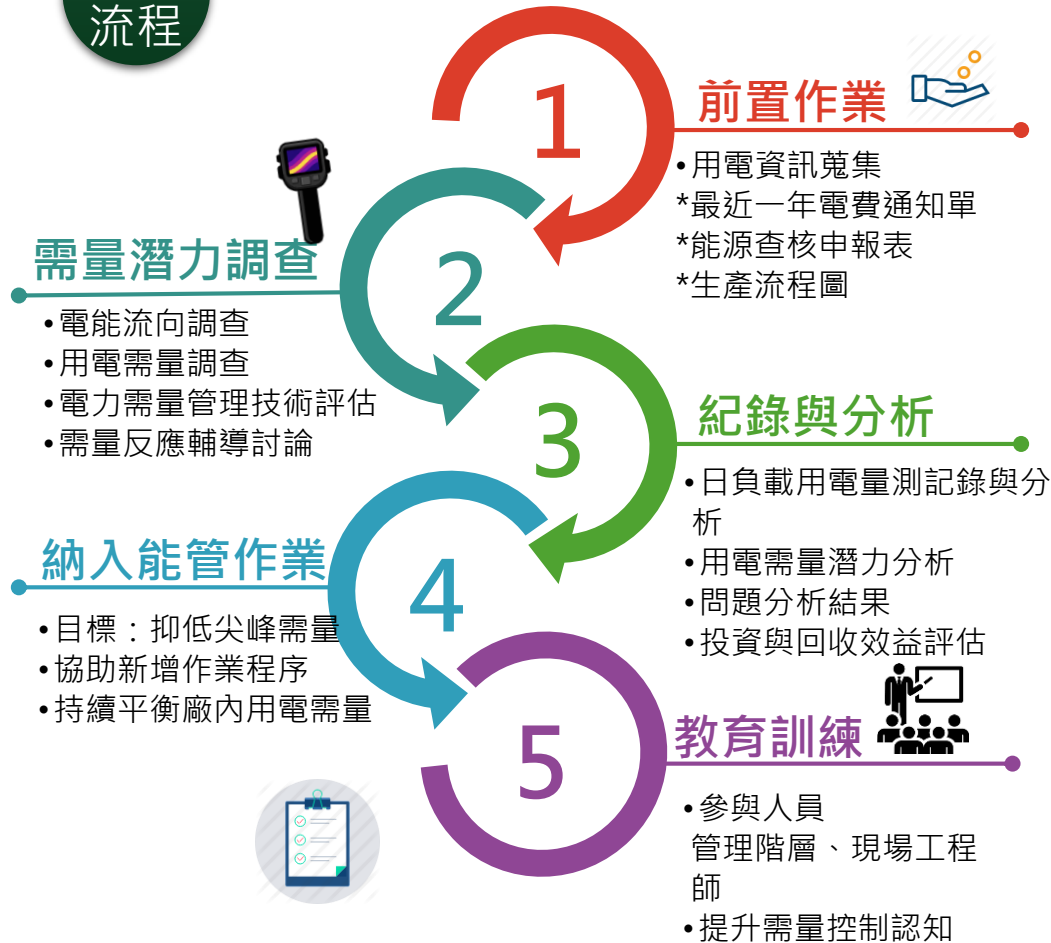 流程
1
前置作業
•用電資訊蒐集
*最近一年電費通知單
*能源查核申報表
*生產流程圖
2
需量潛力調查
•電能流向調查
•用電需量調查
•電力需量管理技術評估
•需量反應輔導討論
3
紀錄與分析
•日負載用電量測記錄與分
析
•用電需量潛力分析
•問題分析結果
•投資與回收效益評估
4
納入能管作業
•目標：抑低尖峰需量
•協助新增作業程序
•持續平衡廠內用電需量
5
教育訓練
•參與人員
管理階層、現場工程
師
•提升需量控制認知